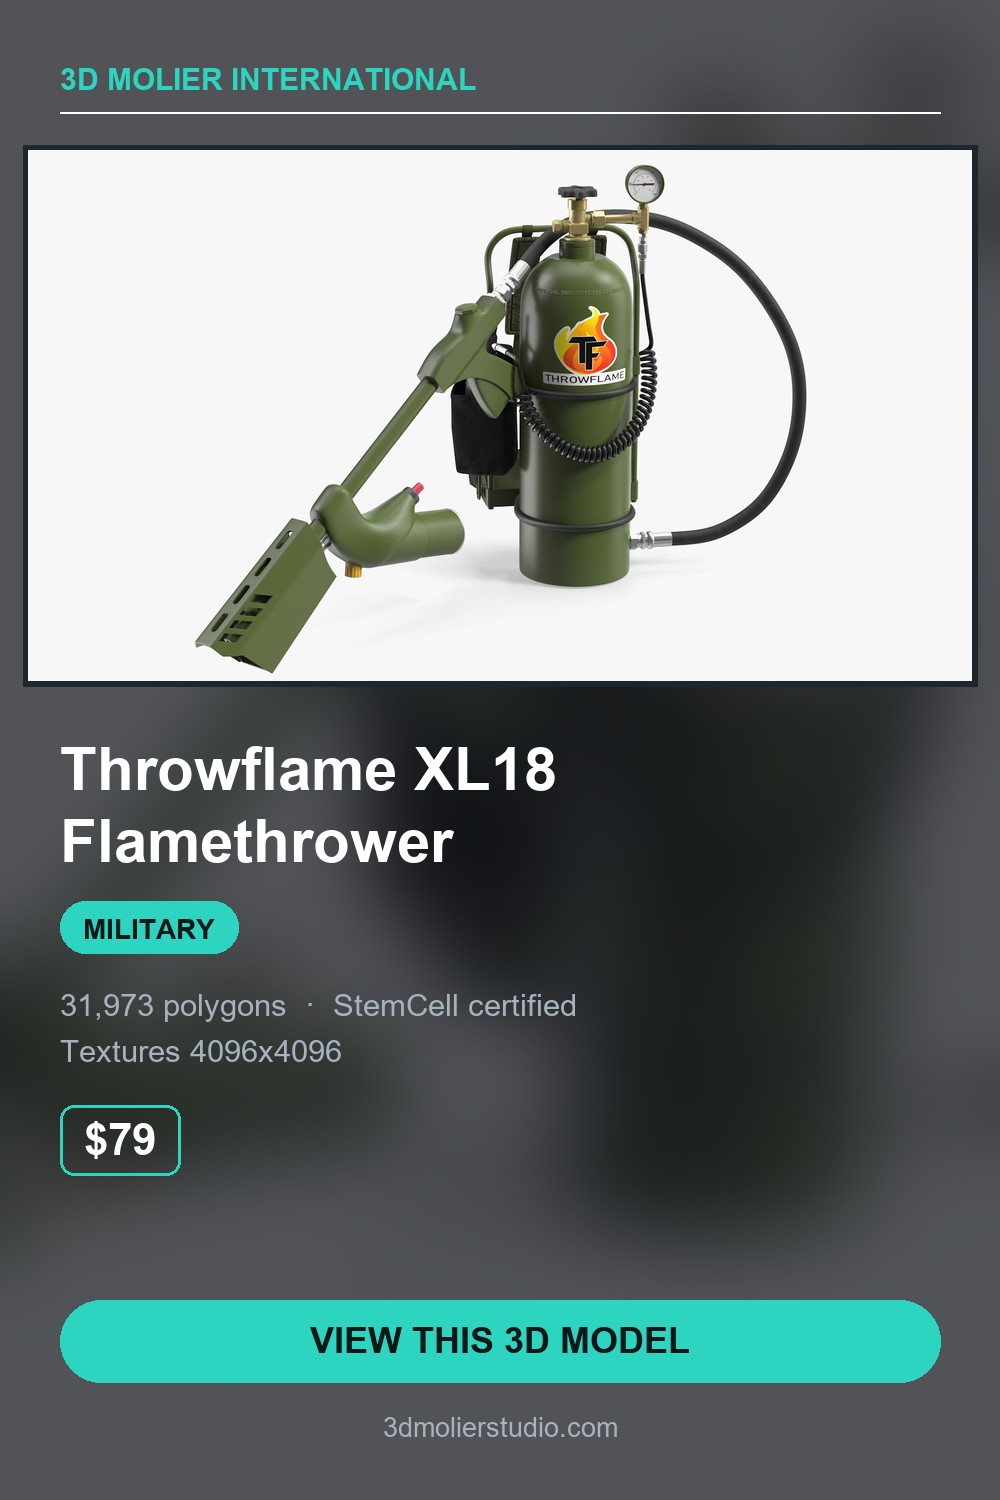 3D MOLIER INTERNATIONAL
TF
THROWFLAME
Throwflame XL18
Flamethrower
MILITARY
31,973 polygons · StemCell certified
Textures 4096x4096
$79
VIEW THIS 3D MODEL
3dmolierstudio.com